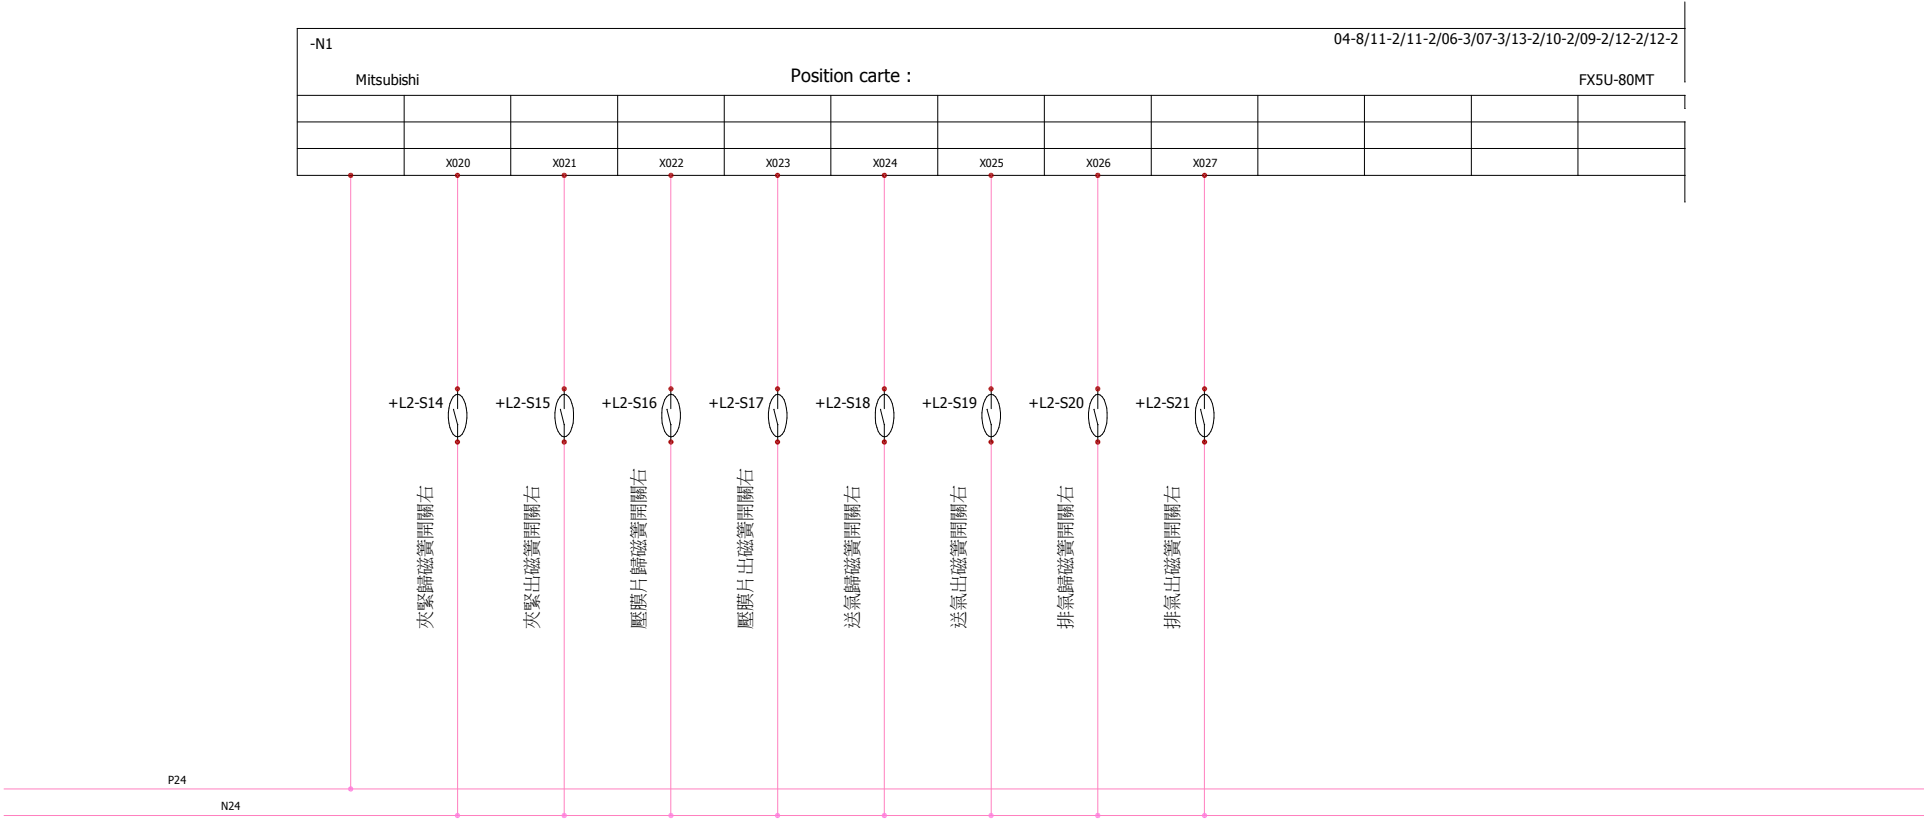 -N1
04-8/11-2/11-2/06-3/07-3/13-2/10-2/09-2/12-2/12-2
Mitsubishi
Position carte :
FX5U-80MT
X020
X021
X022
X023
X024
X025
X026
X027
+L2-S14
+L2-S15
+L2-S16
+L2-S17
+L2-S18
+L2-S19
+L2-S20
+L2-S21
夾緊歸磁簧開關右
夾緊出磁簧開關右
壓膜片歸磁簧開關右
壓膜片出磁簧開關右
送氣歸磁簧開關右
送氣出磁簧開關右
排氣歸磁簧開關右
排氣出磁簧開關右
P24
N24